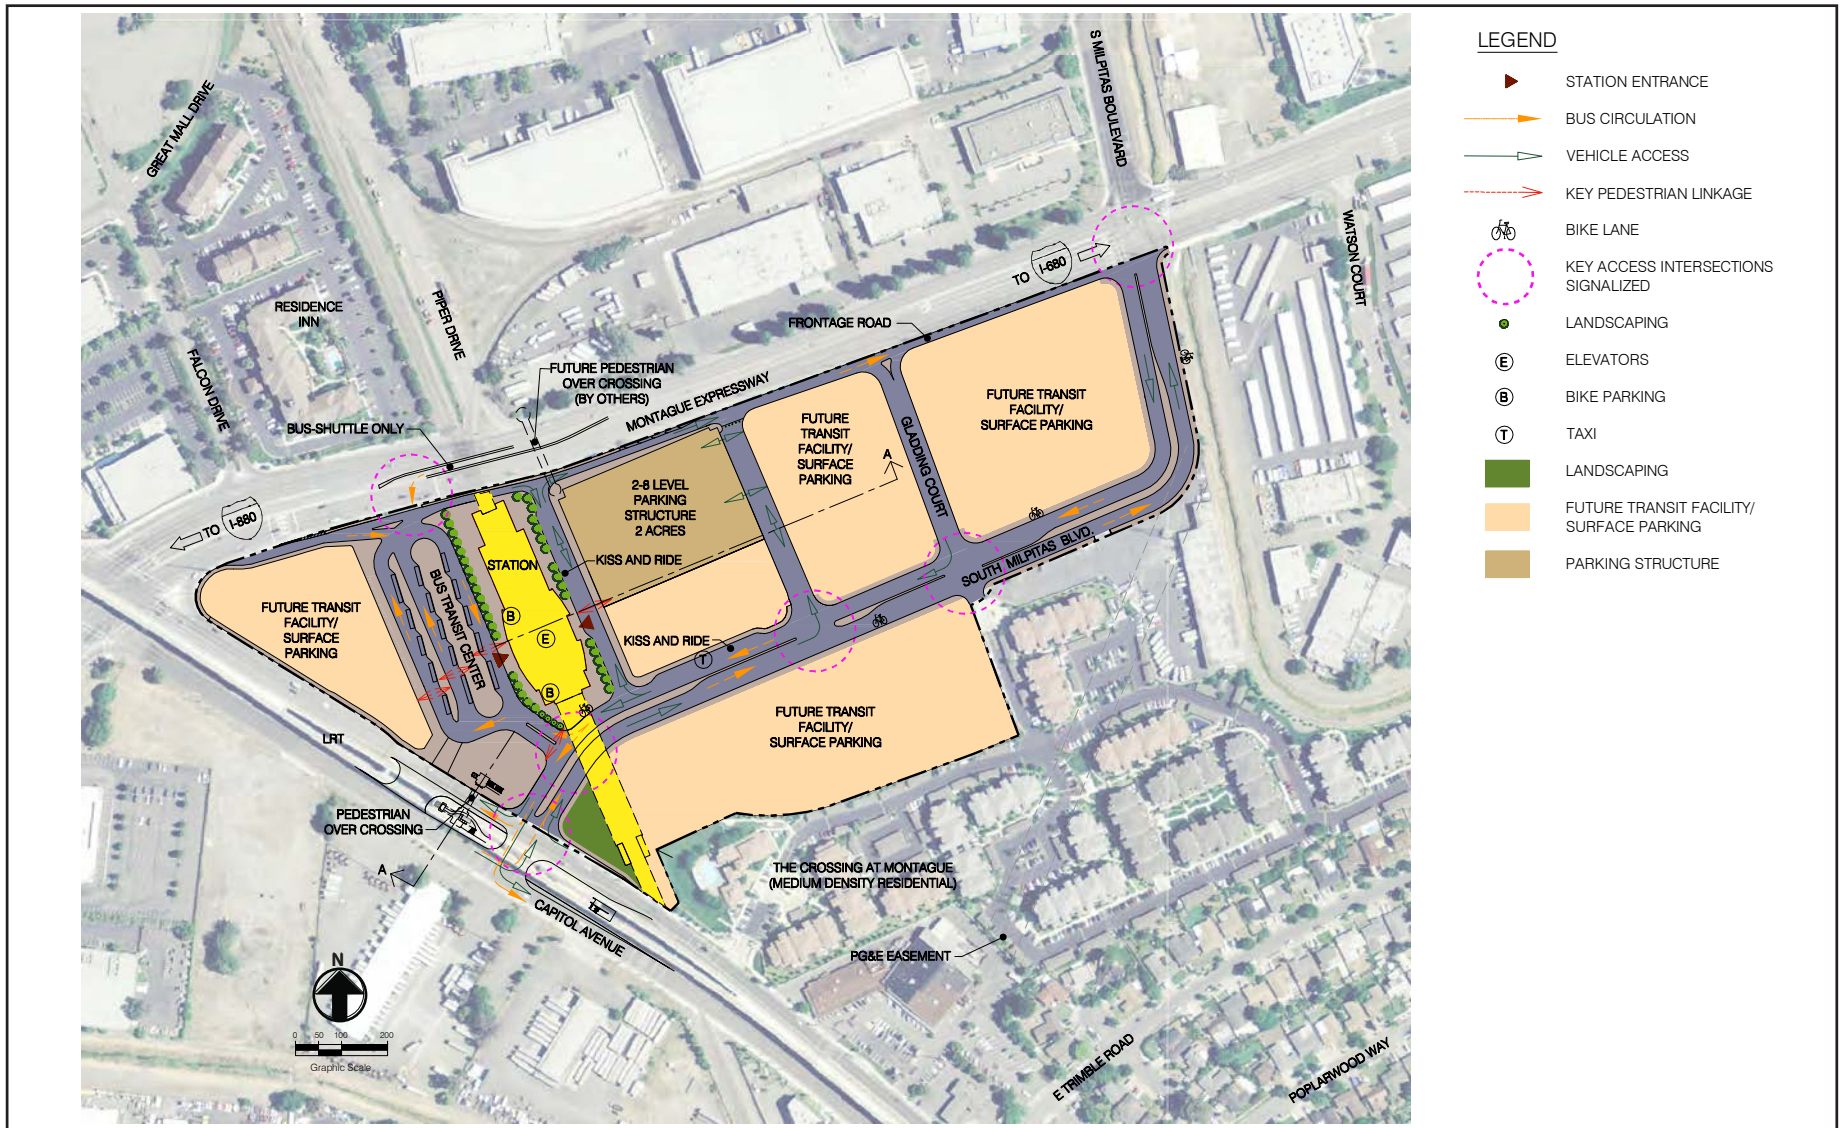 GREAT MALL DRIVE
S MILPITAS BOULEVARD
WATSON COURT
RESIDENCE
INN
PIPER DRIVE
FALCON DRIVE
TO I-680
FRONTAGE ROAD
FUTURE PEDESTRIAN
OVER CROSSING
(BY OTHERS)
MONTAGUE EXPRESSWAY
BUS-SHUTTLE ONLY
TO I-880
FUTURE TRANSIT
FACILITY/
SURFACE PARKING
FUTURE
TRANSIT
FACILITY/
SURFACE
PARKING
GLADDING COURT
A
2-8 LEVEL
PARKING
STRUCTURE
2 ACRES
KISS AND RIDE
STATION
B
E
B
BUS TRANSIT CENTER
FUTURE TRANSIT
FACILITY/
SURFACE
PARKING
KISS AND RIDE
T
SOUTH MILPITAS BLVD.
FUTURE TRANSIT
FACILITY/
SURFACE PARKING
LRT
PEDESTRIAN
OVER CROSSING
A
CAPITOL AVENUE
THE CROSSING AT MONTAGUE
(MEDIUM DENSITY RESIDENTIAL)
PG&E EASEMENT
E TRIMBLE ROAD
POPLARWOOD WAY
N
0 50 100 200
Graphic Scale
LEGEND
STATION ENTRANCE
BUS CIRCULATION
VEHICLE ACCESS
KEY PEDESTRIAN LINKAGE
BIKE LANE
KEY ACCESS INTERSECTIONS
SIGNALIZED
LANDSCAPING
E ELEVATORS
B BIKE PARKING
T TAXI
LANDSCAPING
FUTURE TRANSIT FACILITY/
SURFACE PARKING
PARKING STRUCTURE